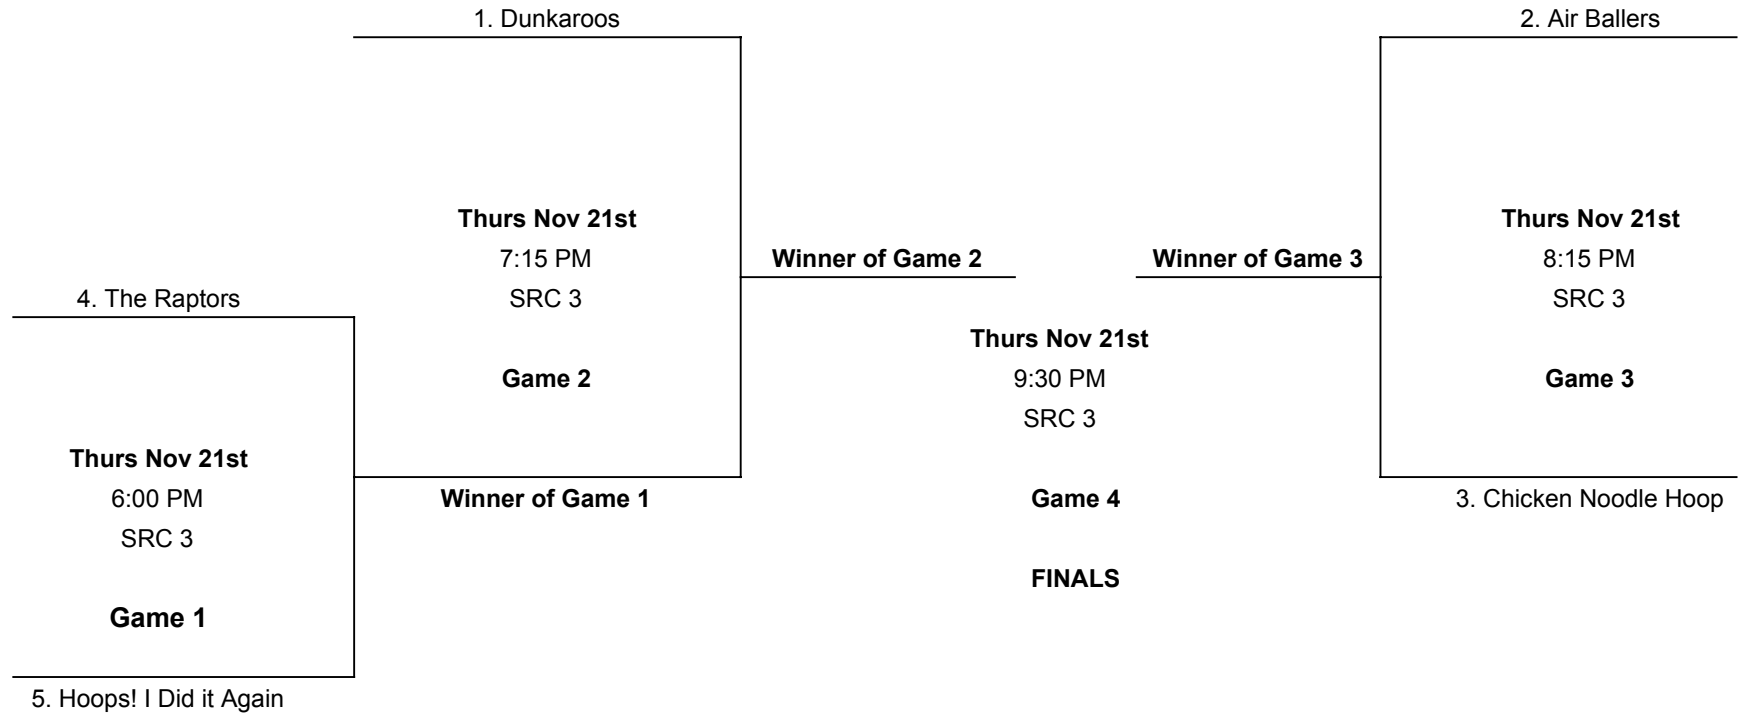 1. Dunkaroos
2. Air Ballers
Thurs Nov 21st
7:15 PM
SRC 3
Game 2
Winner of Game 2
Winner of Game 3
Thurs Nov 21st
8:15 PM
SRC 3
Game 3
4. The Raptors
Thurs Nov 21st
9:30 PM
SRC 3
Game 4
FINALS
Thurs Nov 21st
6:00 PM
SRC 3
Game 1
Winner of Game 1
3. Chicken Noodle Hoop
5. Hoops! I Did it Again